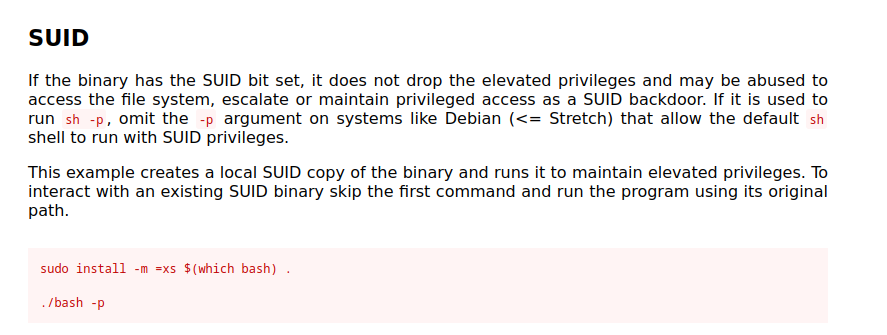 SUID
If the binary has the SUID bit set, it does not drop the elevated privileges and may be abused to
access the file system, escalate or maintain privileged access as a SUID backdoor. If it is used to
run sh -p, omit the -p argument on systems like Debian (<= Stretch) that allow the default sh
shell to run with SUID privileges.
This example creates a local SUID copy of the binary and runs it to maintain elevated privileges. To
interact with an existing SUID binary skip the first command and run the program using its original
path.
sudo install -m =xs $(which bash) .
./bash -p